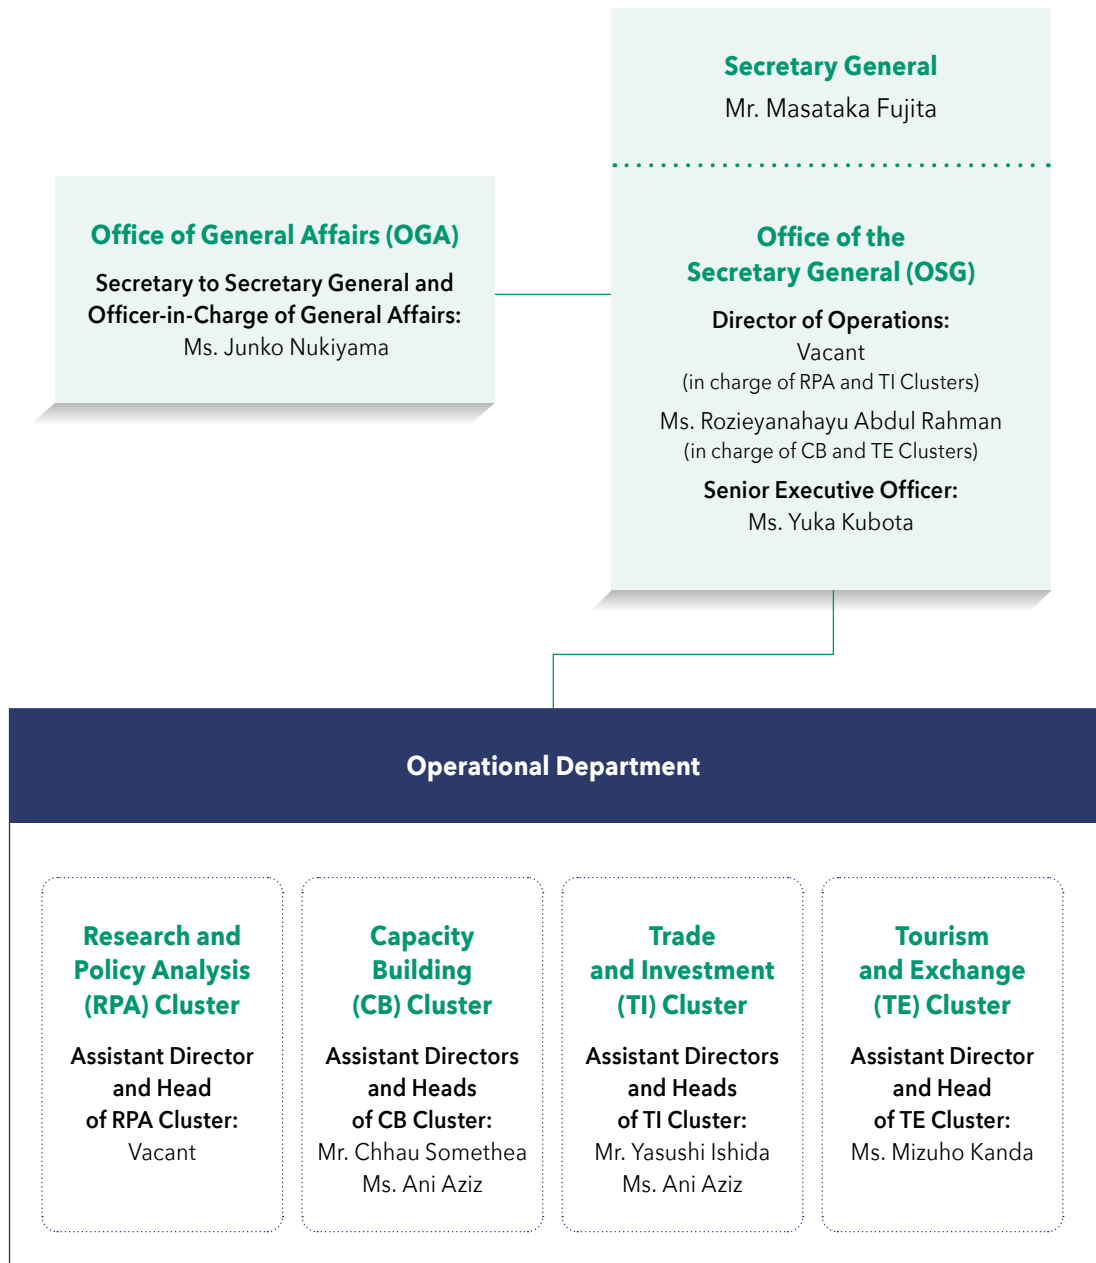 Secretary General
Mr. Masataka Fujita
Office of General Affairs (OGA)
Secretary to Secretary General and
Officer-in-Charge of General Affairs:
Ms. Junko Nukiyama
Office of the
Secretary General (OSG)
Director of Operations:
Vacant
(in charge of RPA and TI Clusters)
Ms. Rozieyanahayu Abdul Rahman
(in charge of CB and TE Clusters)
Senior Executive Officer:
Ms. Yuka Kubota
Operational Department
Research and
Policy Analysis
(RPA) Cluster
Assistant Director
and Head
of RPA Cluster:
Vacant
Capacity
Building
(CB) Cluster
Assistant Directors
and Heads
of CB Cluster:
Mr. Chhau Somethea
Ms. Ani Aziz
Trade
and Investment
(TI) Cluster
Assistant Directors
and Heads
of TI Cluster:
Mr. Yasushi Ishida
Ms. Ani Aziz
Tourism
and Exchange
(TE) Cluster
Assistant Director
and Head
of TE Cluster:
Ms. Mizuho Kanda